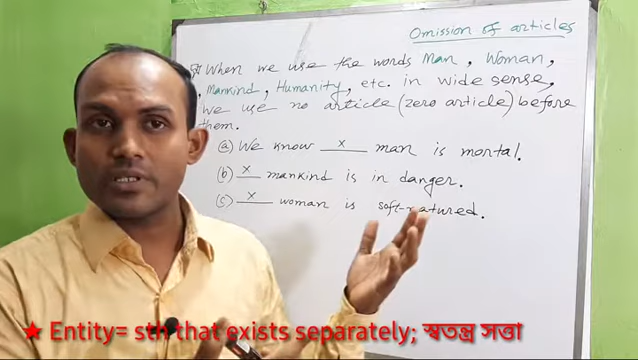 Omission of articles
When we use the words Man, Woman,
Mankind, Humanity, etc. in wide sense,
we use no article (zero article) before
them.
(a) We know x man is mortal.
(b) x mankind is in danger.
(c) x woman is soft-natured.
★ Entity= sth that exists separately; স্বতন্ত্র সত্তা